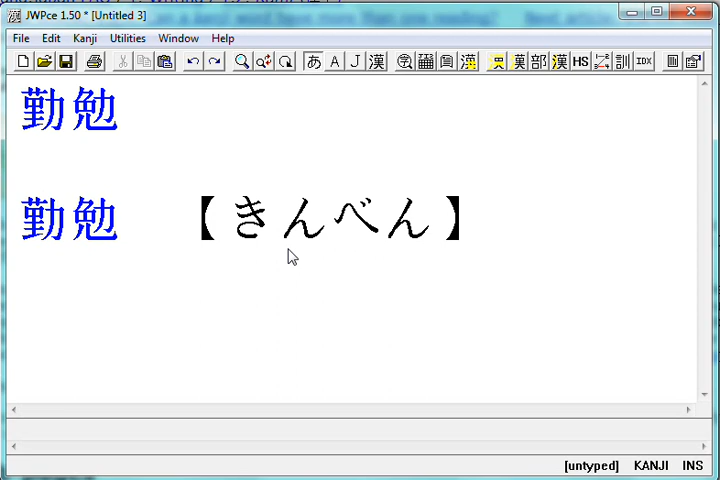 JWPce 1.50 * [Untitled 3]
File Edit Kanji Utilities Window Help
あ A J 漢 漢 部 漢 HS 訓 IDX
勤勉
勤勉 【きんべん】
[untyped] KANJI INS